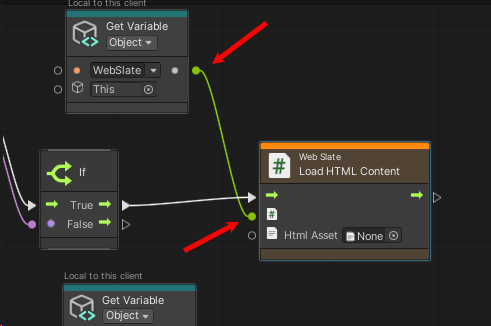 Local to this client
Get Variable
Object
WebSlate
This
If
True
False
Web Slate
Load HTML Content
Html Asset
None
Local to this client
Get Variable
Object